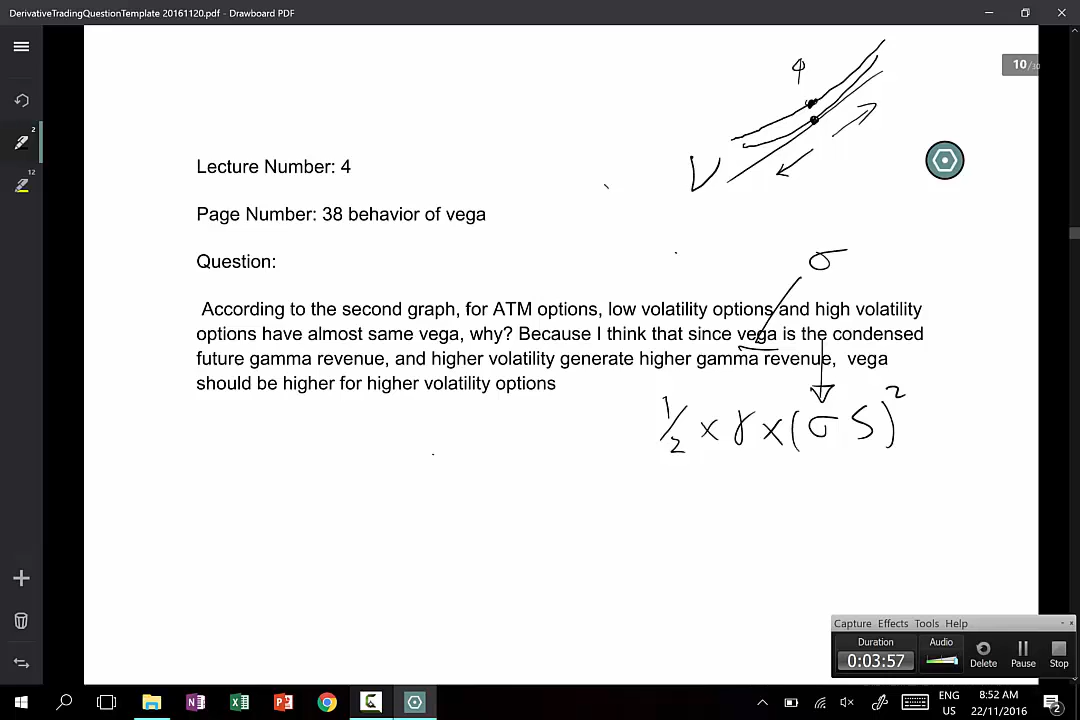 DerivativeTradingQuestionTemplate 20161120.pdf - Drawboard PDF
10/30
2
12
Lecture Number: 4
Page Number: 38 behavior of vega
Question:
According to the second graph, for ATM options, low volatility options and high volatility
options have almost same vega, why? Because I think that since vega is the condensed
future gamma revenue, and higher volatility generate higher gamma revenue, vega
should be higher for higher volatility options
σ
1/2 × γ × (σ S)²
Capture Effects Tools Help
Duration
0:03:57
Audio
Delete
Pause
Stop
ENG
US
8:52 AM
22/11/2016
2